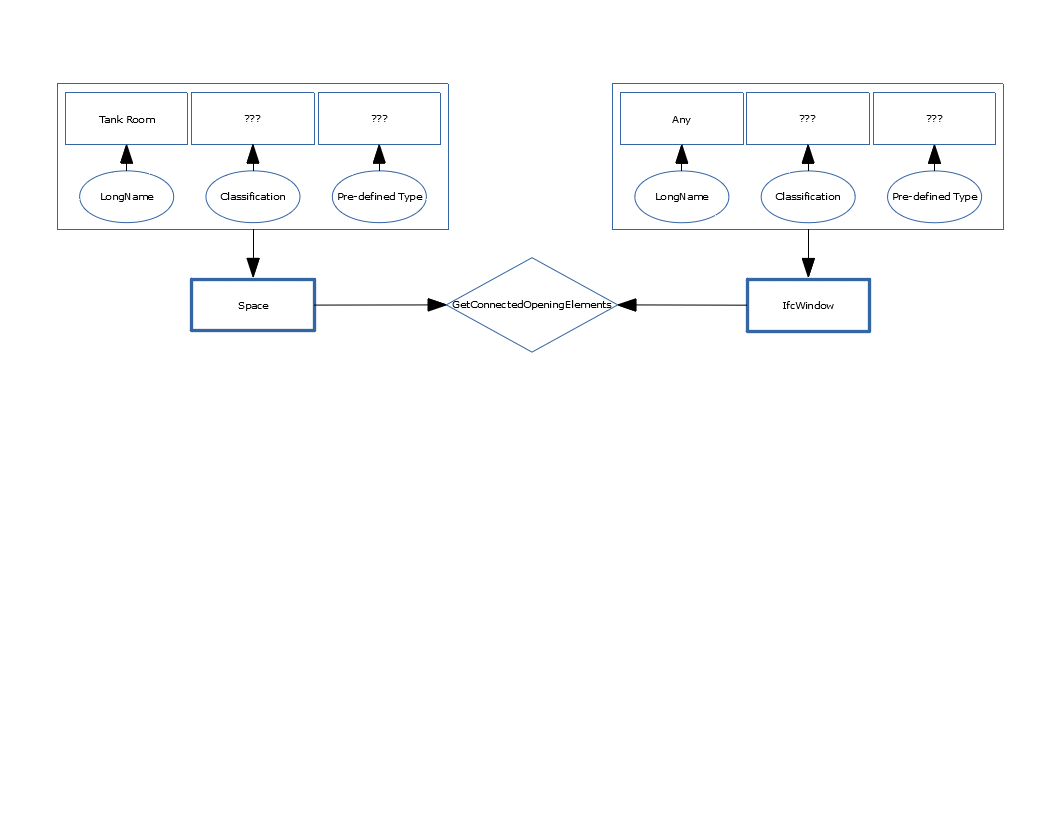 Tank Room
???
???
LongName
Classification
Pre-defined Type
Any
???
???
LongName
Classification
Pre-defined Type
Space
GetConnectedOpeningElements
IfcWindow